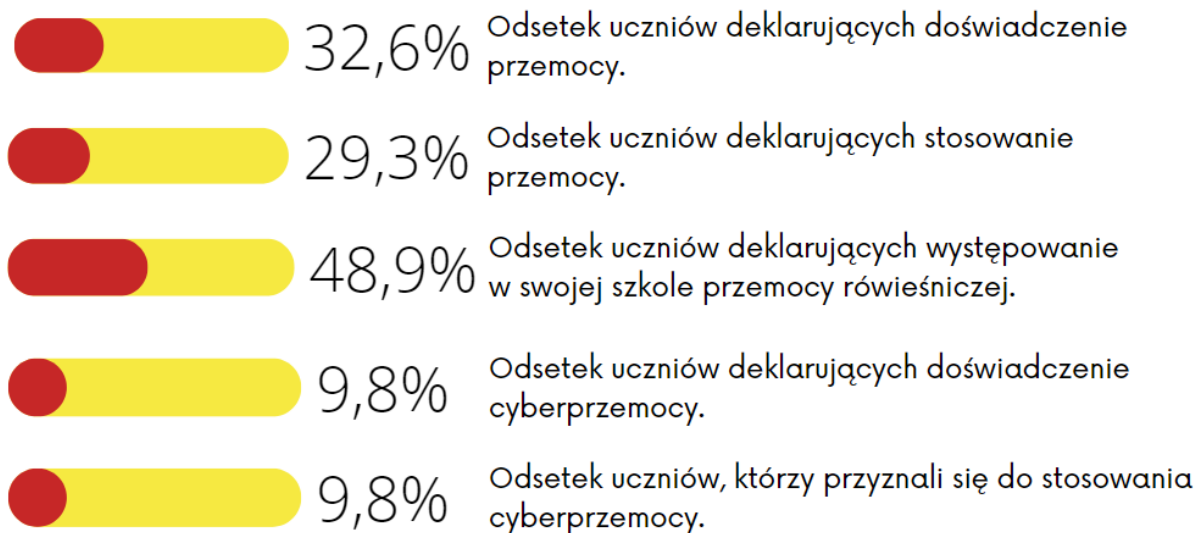 32,6% Odsetek uczniów deklarujących doświadczenie
przemocy.
29,3% Odsetek uczniów deklarujących stosowanie
przemocy.
48,9% Odsetek uczniów deklarujących występowanie
w swojej szkole przemocy rówieśniczej.
9,8% Odsetek uczniów deklarujących doświadczenie
cyberprzemocy.
9,8% Odsetek uczniów, którzy przyznali się do stosowania
cyberprzemocy.